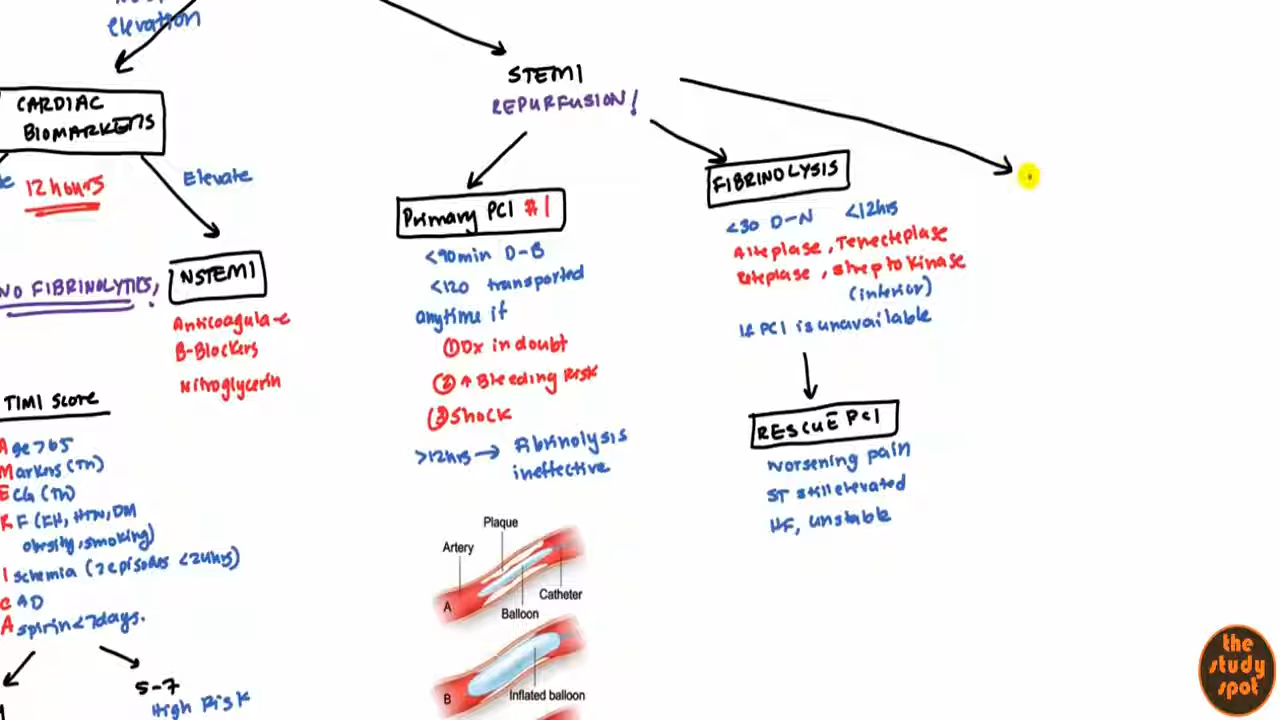 Elevation
CARDIAC
BIOMARKERS
12 hours
Elevate
NO FIBRINOLYTICS,
NSTEMI
Anticoagula-e
B-Blockers
Nitroglycerin
TIMI Score
Age >65
Markers (Tn)
ECG (Tn)
RF (FH, HTN, DM
obesity, smoking)
Ischemia (2 episodes <24hrs)
CAD
Aspirin <7days.
5-7
High Risk
STEMI
REPURFUSION!
Primary PCI #1
<90min D-B
<120 transported
anytime if
① Dx in doubt
② ↑ Bleeding Risk
③ Shock
>12hrs → Fibrinolysis
ineffective
Plaque
Artery
Catheter
A
Balloon
B
Inflated balloon
FIBRINOLYSIS
<30 D-N <12hrs
Alteplase, Tenecteplase
Reteplase, Streptokinase
(inferior)
If PCI is unavailable
RESCUE PCI
Worsening pain
ST still elevated
HF, unstable
the
study
spot